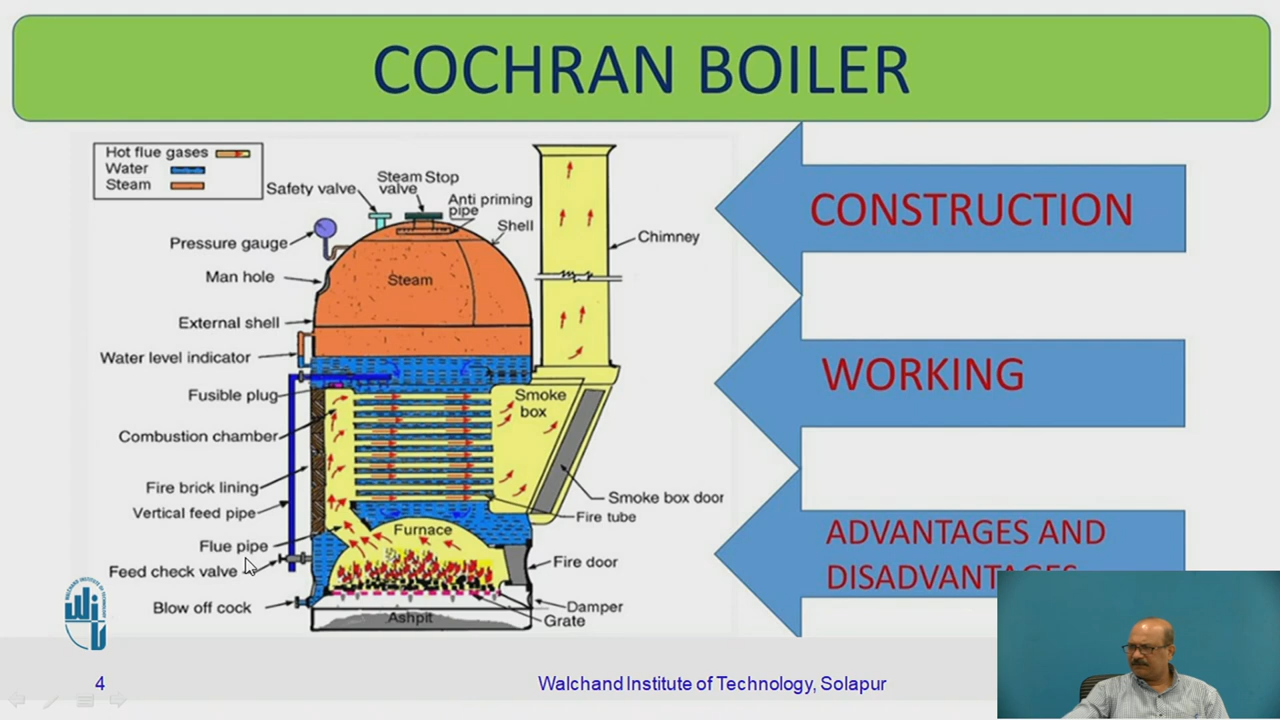 COCHRAN BOILER
Hot flue gases
Water
Steam
Safety valve
Steam Stop
valve
Anti priming
pipe
Shell
Pressure gauge
Chimney
Man hole
Steam
External shell
Water level indicator
Fusible plug
Smoke
box
Combustion chamber
Fire brick lining
Smoke box door
Vertical feed pipe
Fire tube
Furnace
Flue pipe
Fire door
Feed check valve
Blow off cock
Damper
Ashpit
Grate
CONSTRUCTION
WORKING
ADVANTAGES AND
DISADVANTAGES
4
Walchand Institute of Technology, Solapur